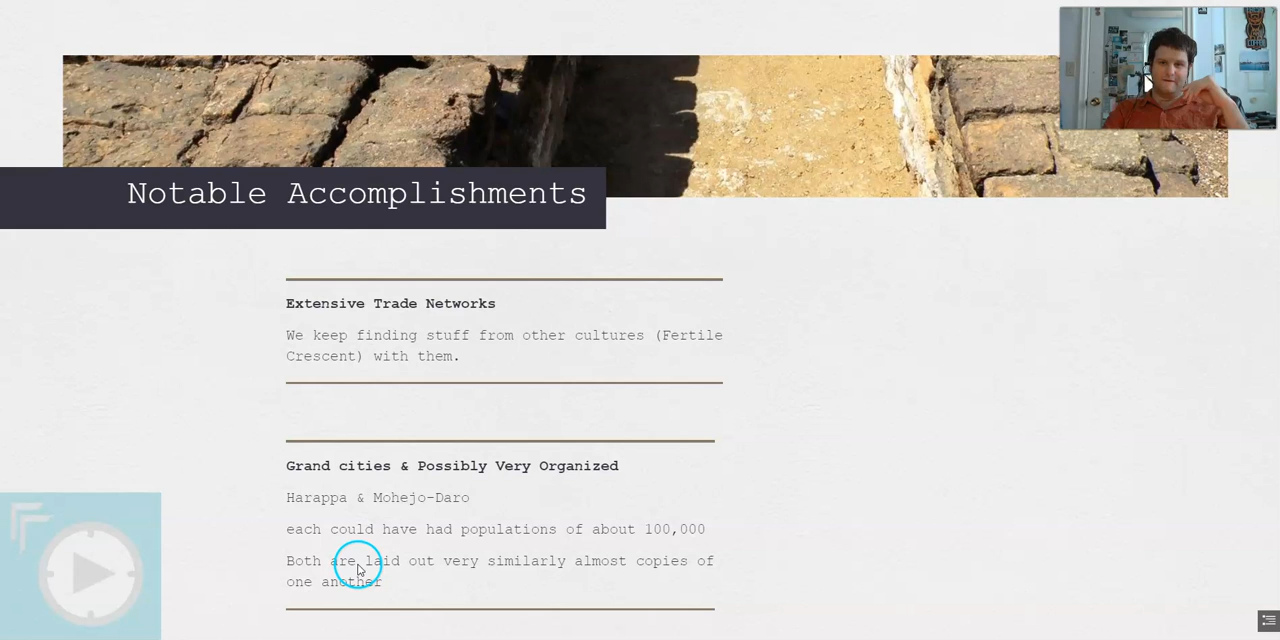 Notable Accomplishments
Extensive Trade Networks
We keep finding stuff from other cultures (Fertile
Crescent) with them.
Grand cities & Possibly Very Organized
Harappa & Mohejo-Daro
each could have had populations of about 100,000
Both are laid out very similarly almost copies of
one another